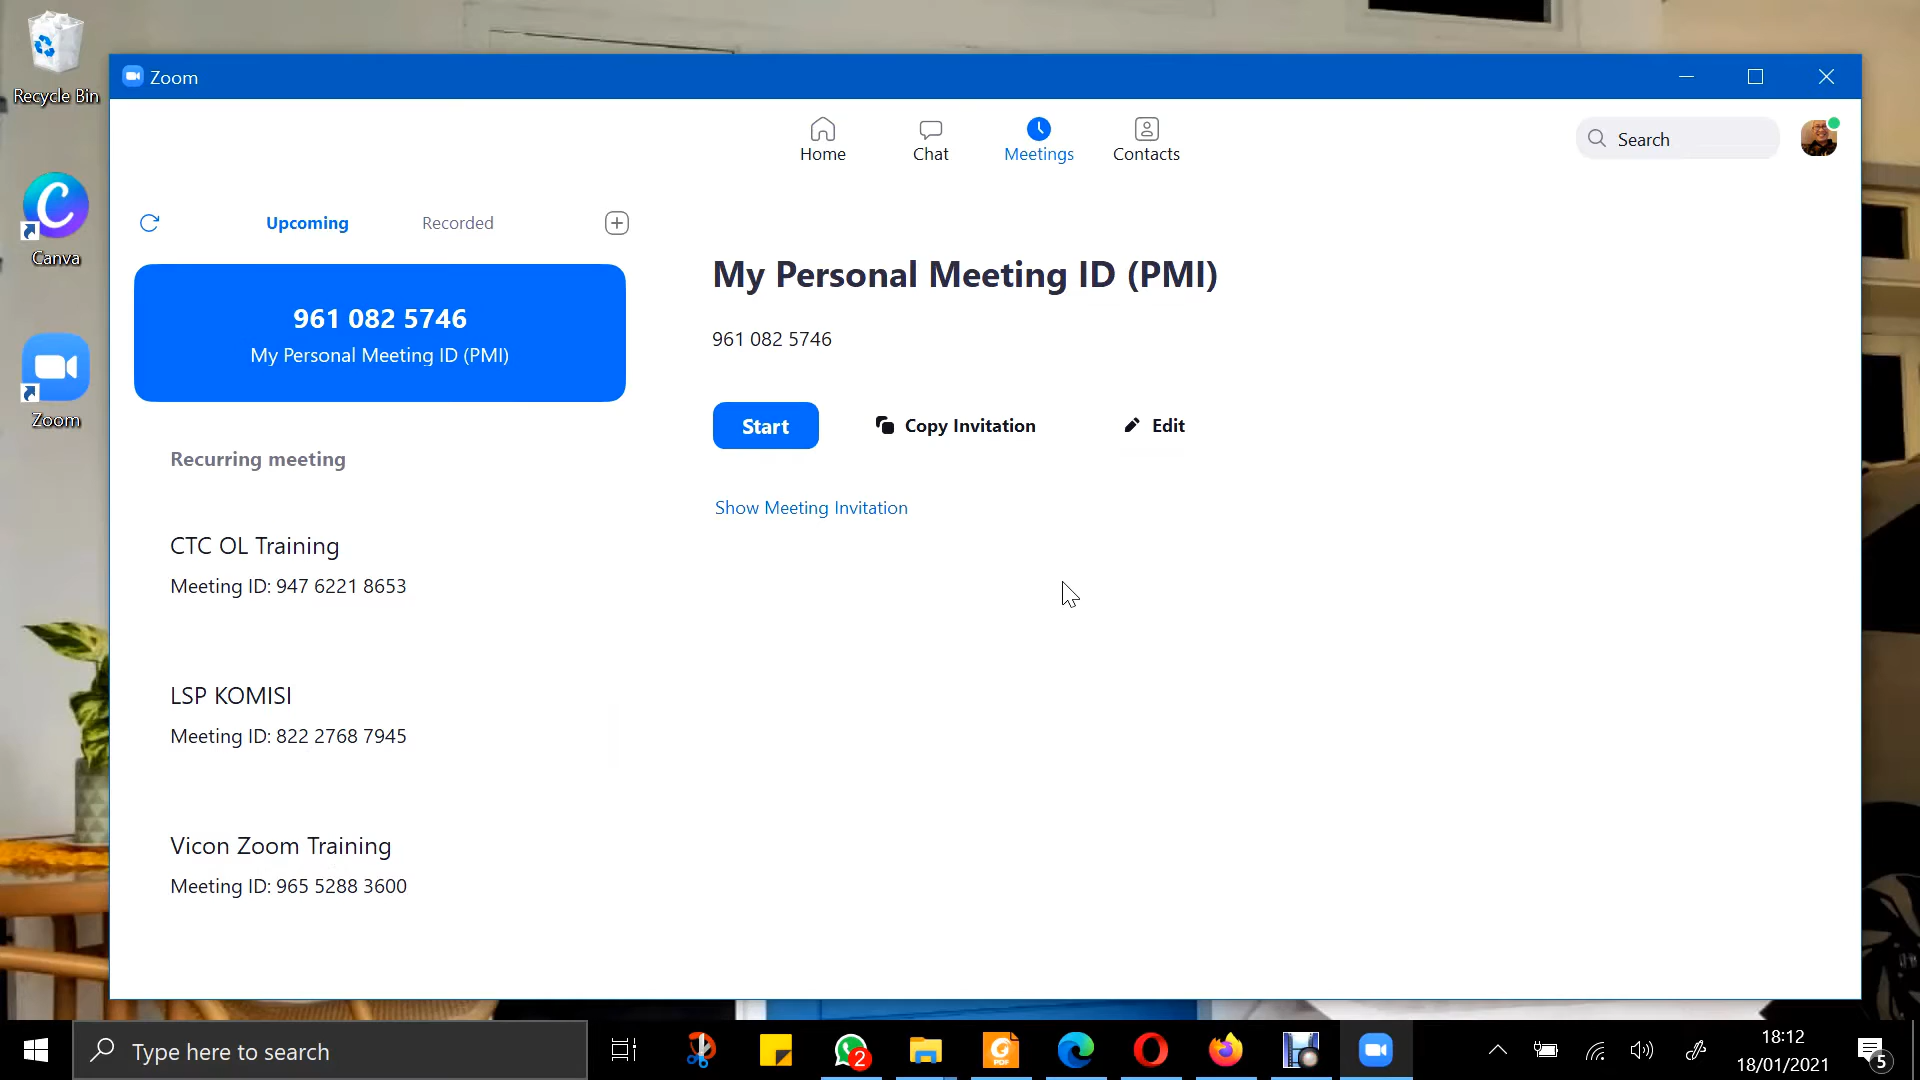 Recycle Bin
Canva
Zoom
Zoom
Home
Chat
Meetings
Contacts
Search
Upcoming
Recorded
961 082 5746
My Personal Meeting ID (PMI)
Recurring meeting
CTC OL Training
Meeting ID: 947 6221 8653
LSP KOMISI
Meeting ID: 822 2768 7945
Vicon Zoom Training
Meeting ID: 965 5288 3600
My Personal Meeting ID (PMI)
961 082 5746
Start
Copy Invitation
Edit
Show Meeting Invitation
Type here to search
2
PDF
18:12
18/01/2021
5